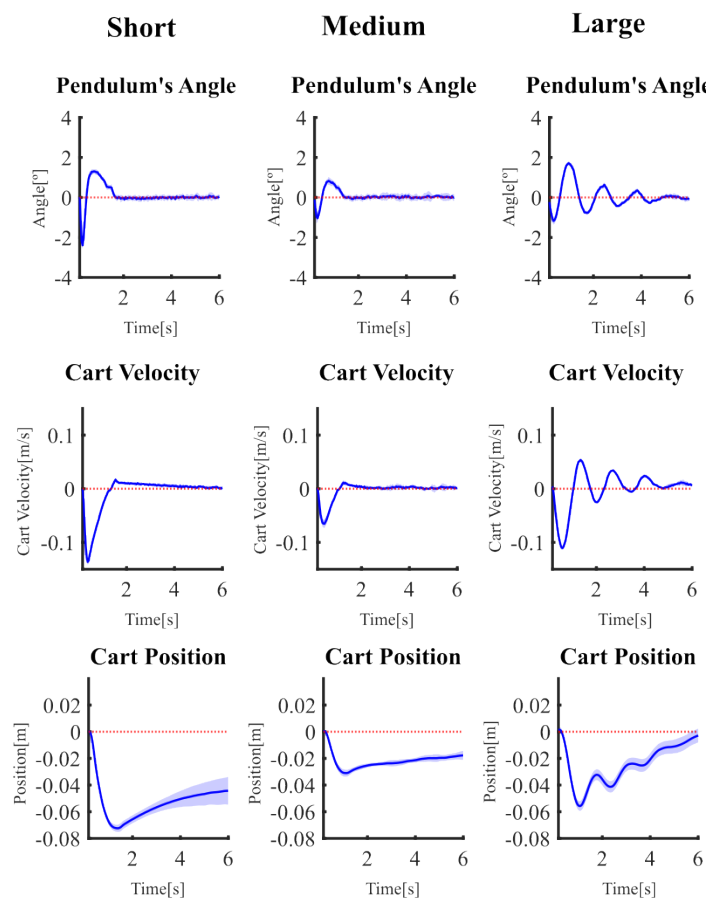 Short Medium Large
Pendulum's Angle Pendulum's Angle Pendulum's Angle
4 4 4
2 2 2
0 0 0
-2 -2 -2
-4 -4 -4
Angle[º] Angle[º] Angle[º]
2 4 6 2 4 6 2 4 6
Time[s] Time[s] Time[s]
Cart Velocity Cart Velocity Cart Velocity
0.1 0.1 0.1
0 0 0
-0.1 -0.1 -0.1
Cart Velocity[m/s] Cart Velocity[m/s] Cart Velocity[m/s]
2 4 6 2 4 6 2 4 6
Time[s] Time[s] Time[s]
Cart Position Cart Position Cart Position
0.02 0.02 0.02
0 0 0
-0.02 -0.02 -0.02
-0.04 -0.04 -0.04
-0.06 -0.06 -0.06
-0.08 -0.08 -0.08
Position[m] Position[m] Position[m]
2 4 6 2 4 6 2 4 6
Time[s] Time[s] Time[s]